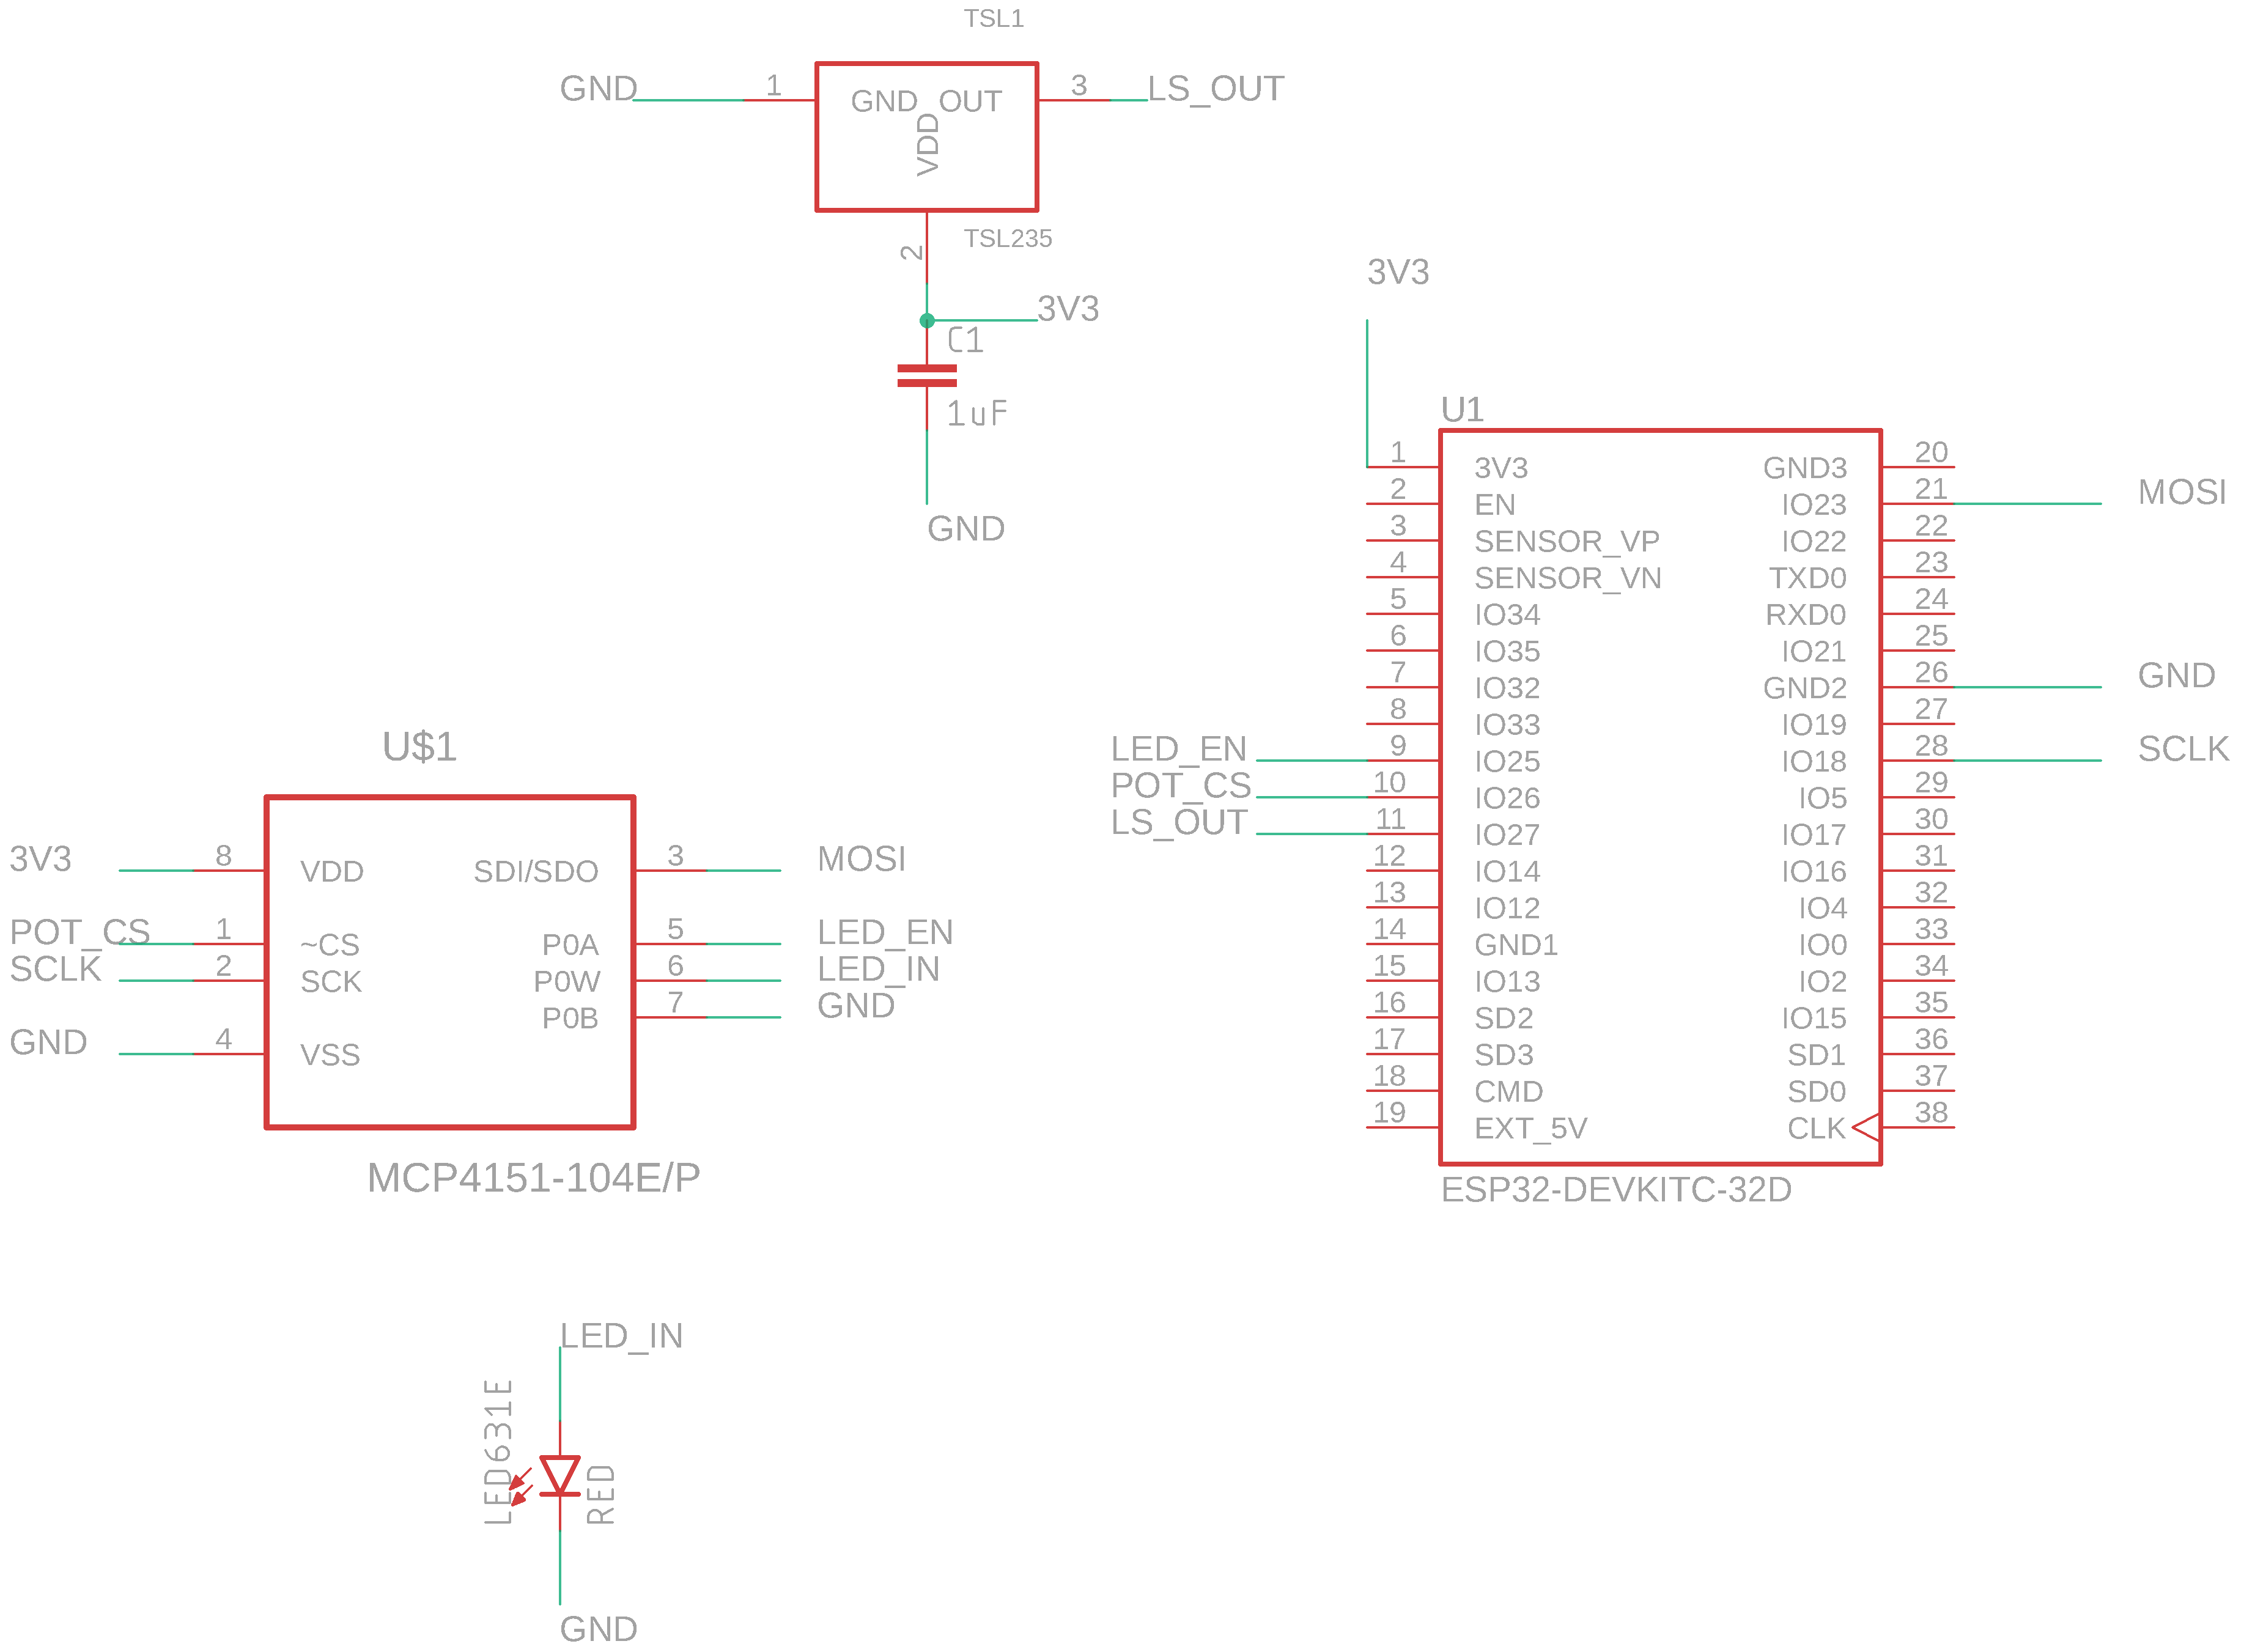 TSL1
GND 1 GND OUT 3 LS_OUT
VDD
2
TSL235
3V3
C1
1uF
GND
3V3
U1
1 3V3 GND3 20
2 EN IO23 21 MOSI
3 SENSOR_VP IO22 22
4 SENSOR_VN TXD0 23
5 IO34 RXD0 24
6 IO35 IO21 25
7 IO32 GND2 26 GND
8 IO33 IO19 27
LED_EN 9 IO25 IO18 28 SCLK
POT_CS 10 IO26 IO5 29
LS_OUT 11 IO27 IO17 30
12 IO14 IO16 31
13 IO12 IO4 32
14 GND1 IO0 33
15 IO13 IO2 34
16 SD2 IO15 35
17 SD3 SD1 36
18 CMD SD0 37
19 EXT_5V CLK 38
ESP32-DEVKITC-32D
U$1
3V3 8 VDD SDI/SDO 3 MOSI
POT_CS 1 ~CS P0A 5 LED_EN
SCLK 2 SCK P0W 6 LED_IN
P0B 7 GND
GND 4 VSS
MCP4151-104E/P
LED_IN
LED631E
RED
GND